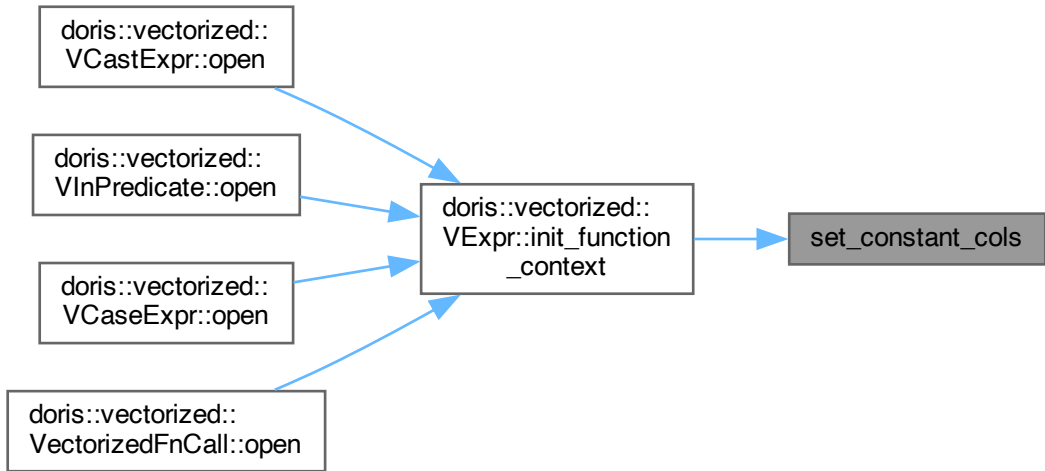 doris::vectorized::
VCastExpr::open
doris::vectorized::
VInPredicate::open
doris::vectorized::
VCaseExpr::open
doris::vectorized::
VectorizedFnCall::open
doris::vectorized::
VExpr::init_function
_context
set_constant_cols